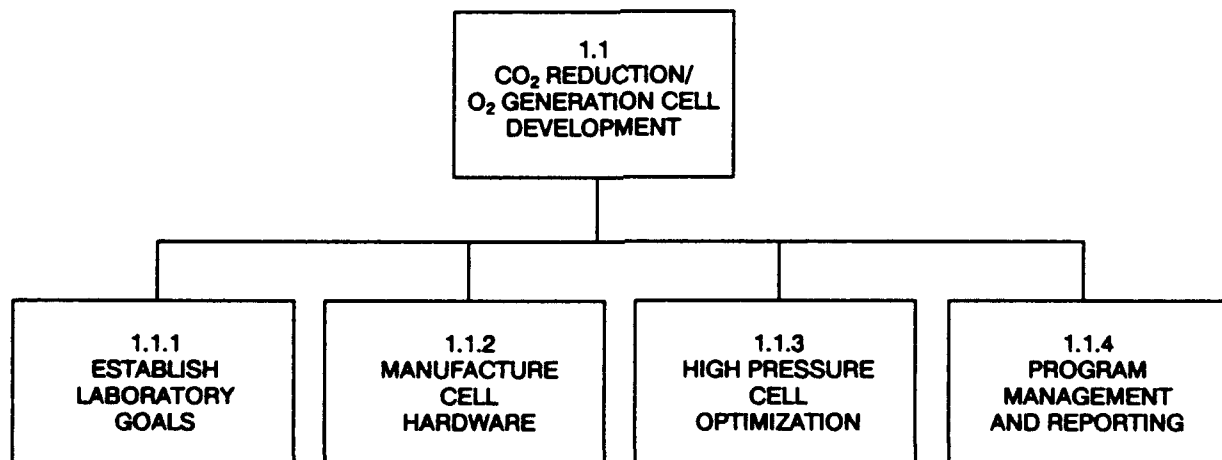 1.1
CO₂ REDUCTION/
O₂ GENERATION CELL
DEVELOPMENT
1.1.1
ESTABLISH
LABORATORY
GOALS
1.1.2
MANUFACTURE
CELL
HARDWARE
1.1.3
HIGH PRESSURE
CELL
OPTIMIZATION
1.1.4
PROGRAM
MANAGEMENT
AND REPORTING